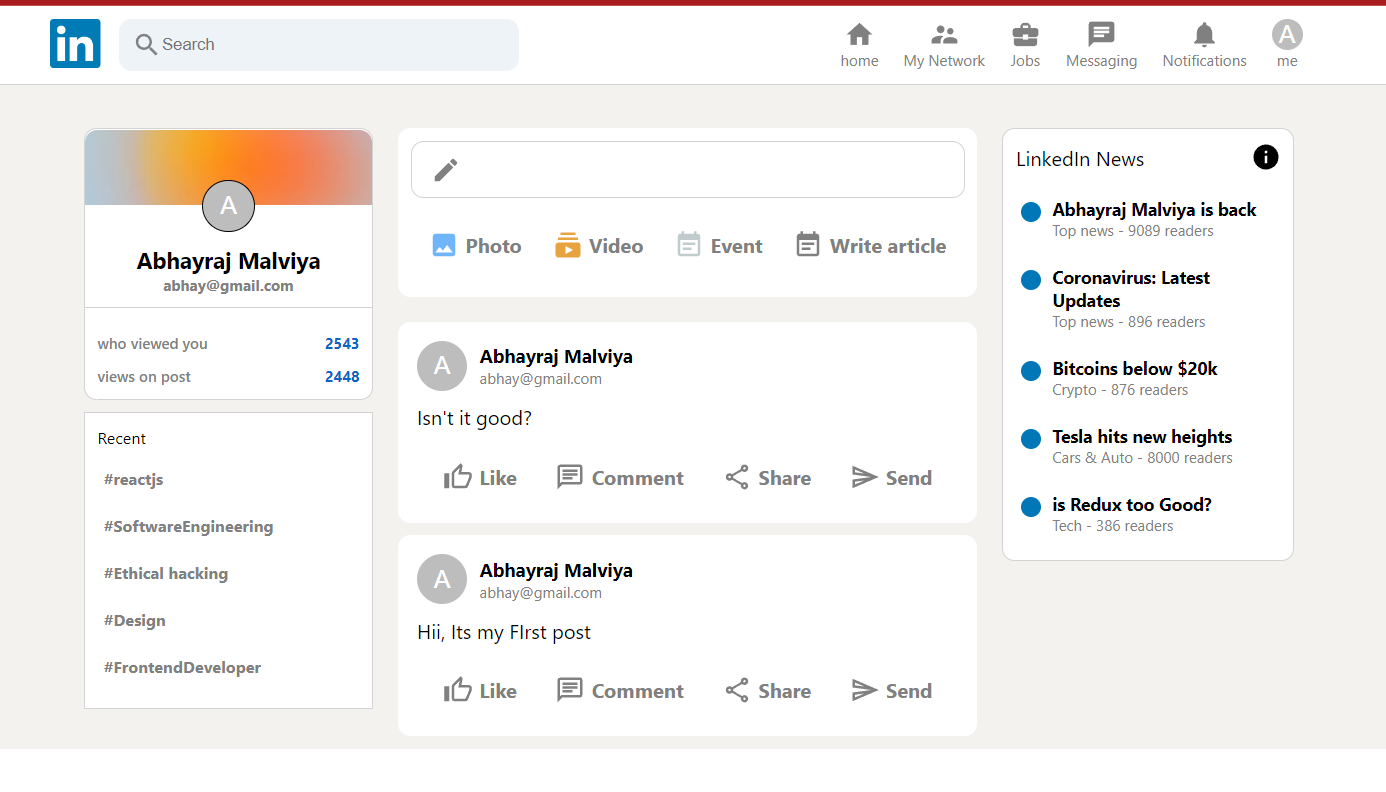 in
Search
home
My Network
Jobs
Messaging
Notifications
A
me
A
Abhayraj Malviya
abhay@gmail.com
who viewed you 2543
views on post 2448
Recent
#reactjs
#SoftwareEngineering
#Ethical hacking
#Design
#FrontendDeveloper
Photo
Video
Event
Write article
A
Abhayraj Malviya
abhay@gmail.com
Isn't it good?
Like
Comment
Share
Send
A
Abhayraj Malviya
abhay@gmail.com
Hii, Its my FIrst post
Like
Comment
Share
Send
LinkedIn News
Abhayraj Malviya is back
Top news - 9089 readers
Coronavirus: Latest
Updates
Top news - 896 readers
Bitcoins below $20k
Crypto - 876 readers
Tesla hits new heights
Cars & Auto - 8000 readers
is Redux too Good?
Tech - 386 readers